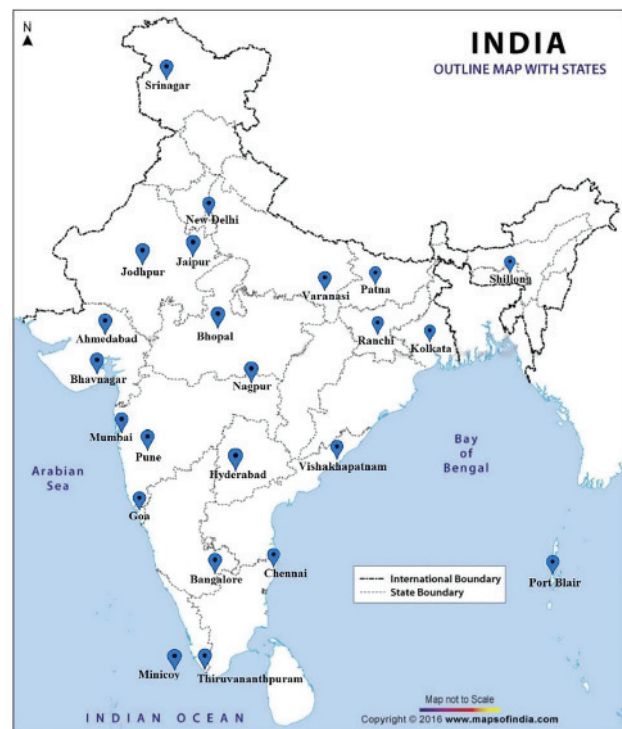 N
INDIA
OUTLINE MAP WITH STATES
Srinagar
New Delhi
Jaipur
Jodhpur
Varanasi
Patna
Shillong
Ahmedabad
Bhopal
Ranchi
Kolkata
Bhavnagar
Nagpur
Mumbai
Pune
Hyderabad
Vishakhapatnam
Bay
of
Bengal
Arabian
Sea
Goa
Bangalore
Chennai
International Boundary
State Boundary
Port Blair
Minicoy
Thiruvananthpuram
Map not to Scale
INDIAN OCEAN
Copyright © 2016 www.mapsofindia.com